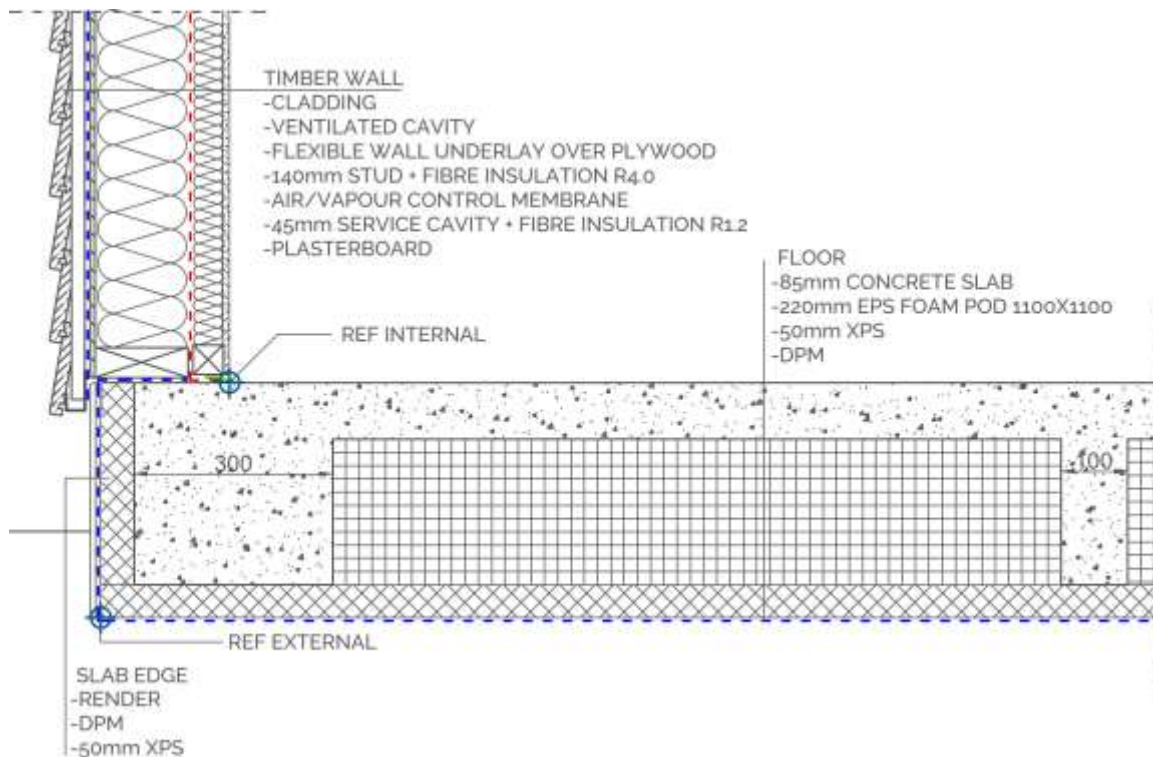 TIMBER WALL
-CLADDING
-VENTILATED CAVITY
-FLEXIBLE WALL UNDERLAY OVER PLYWOOD
-140mm STUD + FIBRE INSULATION R4.0
-AIR/VAPOUR CONTROL MEMBRANE
-45mm SERVICE CAVITY + FIBRE INSULATION R1.2
-PLASTERBOARD
FLOOR
-85mm CONCRETE SLAB
-220mm EPS FOAM POD 1100X1100
-50mm XPS
-DPM
REF INTERNAL
300
100
REF EXTERNAL
SLAB EDGE
-RENDER
-DPM
-50mm XPS